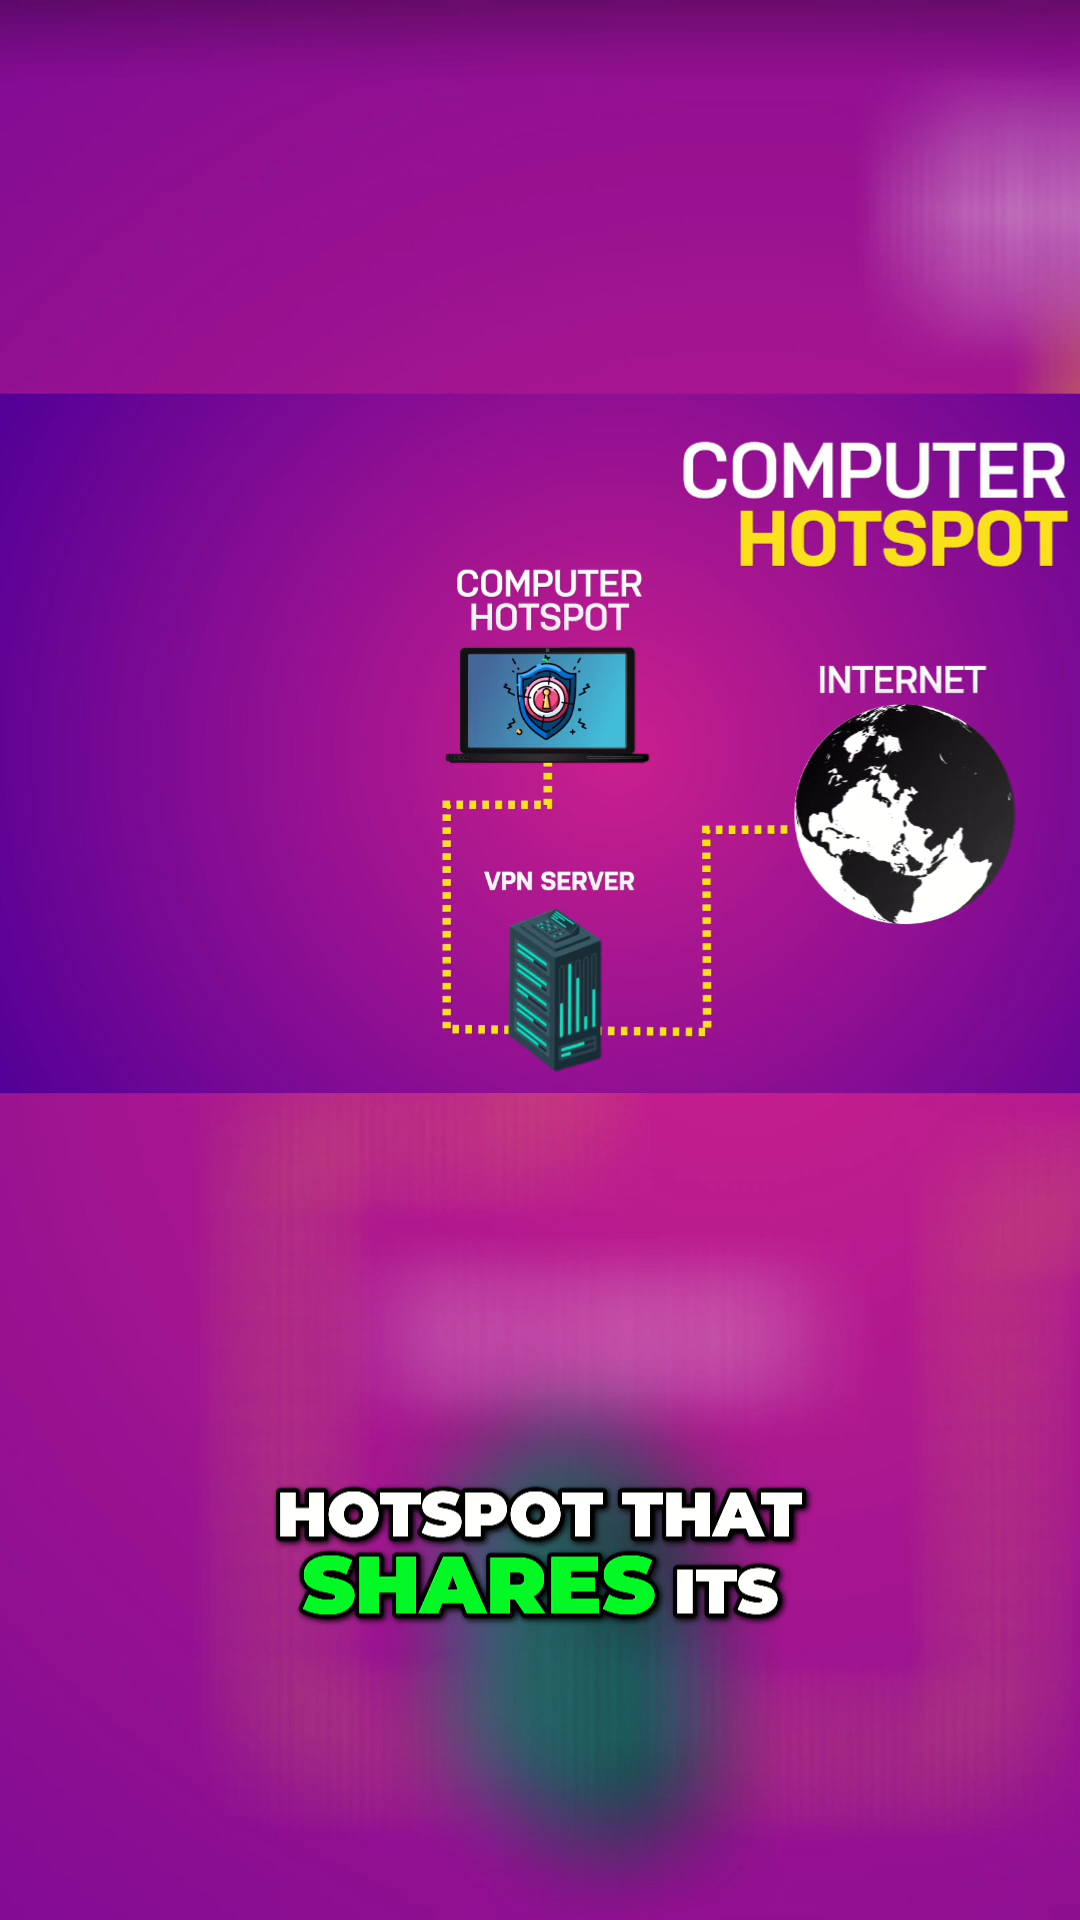 COMPUTER
HOTSPOT
COMPUTER
HOTSPOT
INTERNET
VPN SERVER
HOTSPOT THAT
SHARES ITS